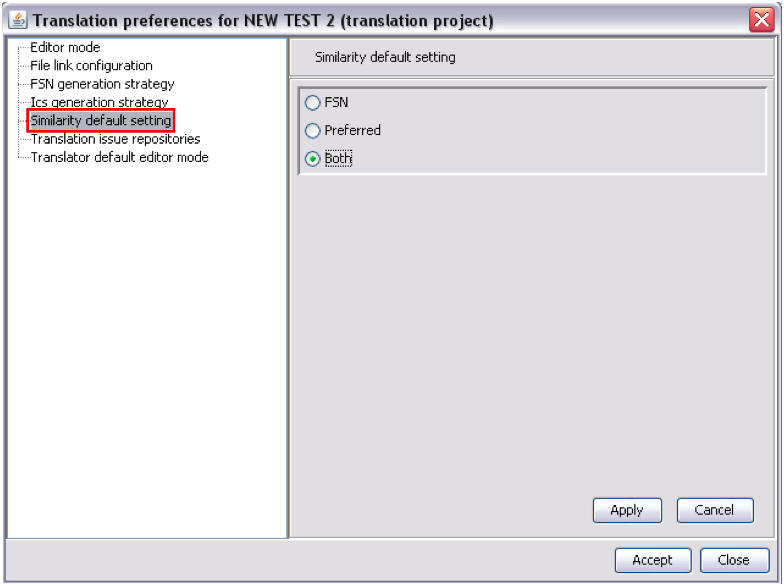 Translation preferences for NEW TEST 2 (translation project)
Editor mode
File link configuration
FSN generation strategy
Ics generation strategy
Similarity default setting
Translation issue repositories
Translator default editor mode
Similarity default setting
FSN
Preferred
Both
Apply
Cancel
Accept
Close